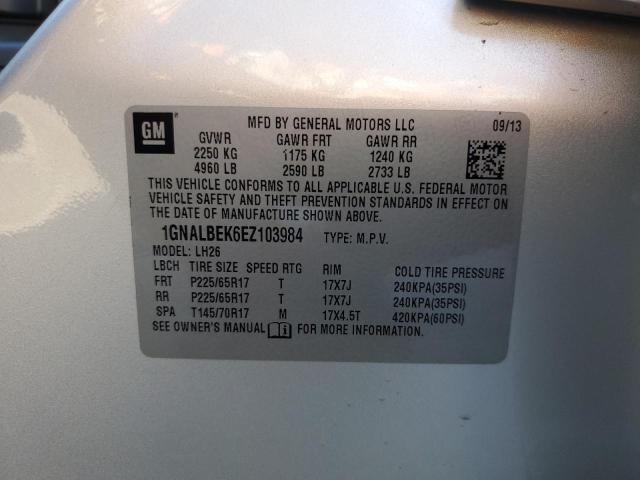 GM
MFD BY GENERAL MOTORS LLC 09/13
GVWR GAWR FRT GAWR RR
2250 KG 1175 KG 1240 KG
4960 LB 2590 LB 2733 LB
THIS VEHICLE CONFORMS TO ALL APPLICABLE U.S. FEDERAL MOTOR
VEHICLE SAFETY AND THEFT PREVENTION STANDARDS IN EFFECT ON
THE DATE OF MANUFACTURE SHOWN ABOVE.
1GNALBEK6EZ103984 TYPE: M.P.V.
MODEL: LH26
LBCH TIRE SIZE SPEED RTG RIM COLD TIRE PRESSURE
FRT P225/65R17 T 17X7J 240KPA(35PSI)
RR P225/65R17 T 17X7J 240KPA(35PSI)
SPA T145/70R17 M 17X4.5T 420KPA(60PSI)
SEE OWNER'S MANUAL FOR MORE INFORMATION.